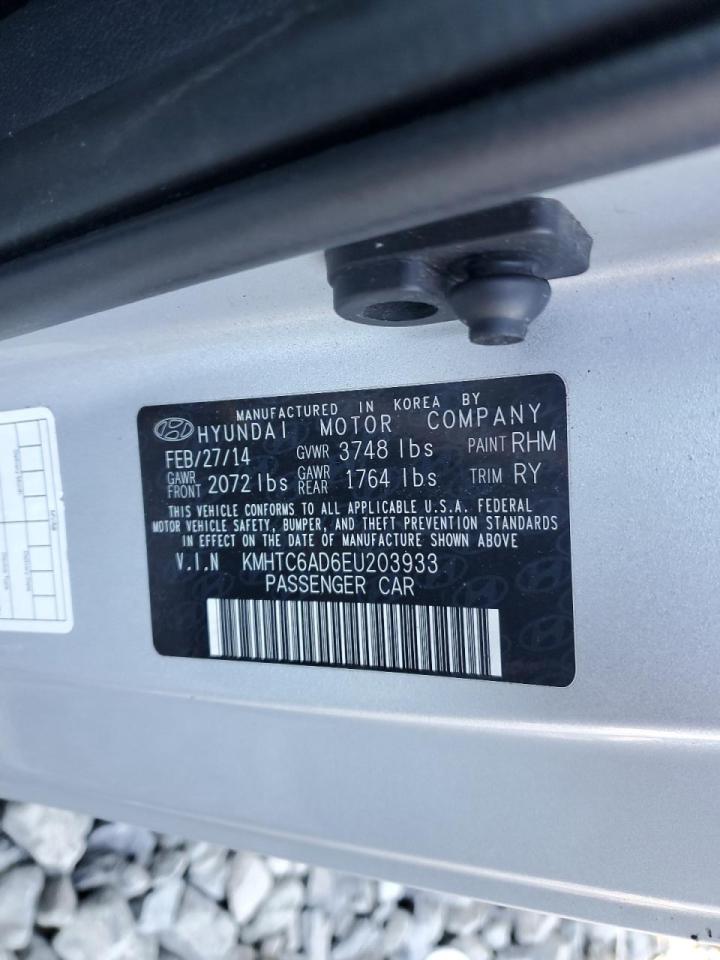 MANUFACTURED IN KOREA BY
HYUNDAI MOTOR COMPANY
FEB/27/14 GVWR 3748 lbs PAINT RHM
GAWR FRONT 2072 lbs GAWR REAR 1764 lbs TRIM RY
THIS VEHICLE CONFORMS TO ALL APPLICABLE U.S.A. FEDERAL
MOTOR VEHICLE SAFETY, BUMPER, AND THEFT PREVENTION STANDARDS
IN EFFECT ON THE DATE OF MANUFACTURE SHOWN ABOVE
V.I.N KMHTC6AD6EU203933
PASSENGER CAR